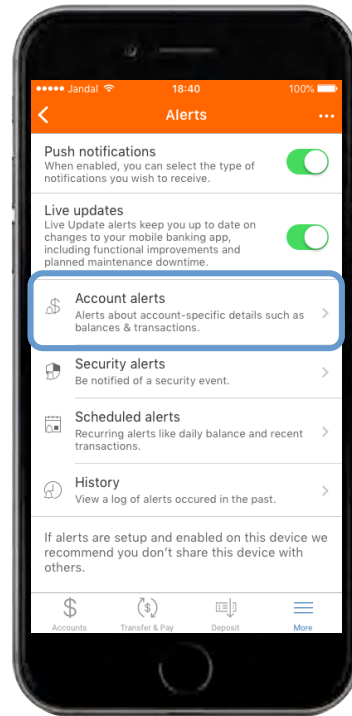 Jandal 18:40 100%
Alerts
Push notifications
When enabled, you can select the type of
notifications you wish to receive.
Live updates
Live Update alerts keep you up to date on
changes to your mobile banking app,
including functional improvements and
planned maintenance downtime.
Account alerts
Alerts about account-specific details such as
balances & transactions.
Security alerts
Be notified of a security event.
Scheduled alerts
Recurring alerts like daily balance and recent
transactions.
History
View a log of alerts occured in the past.
If alerts are setup and enabled on this device we
recommend you don't share this device with
others.
Accounts Transfer & Pay Deposit More